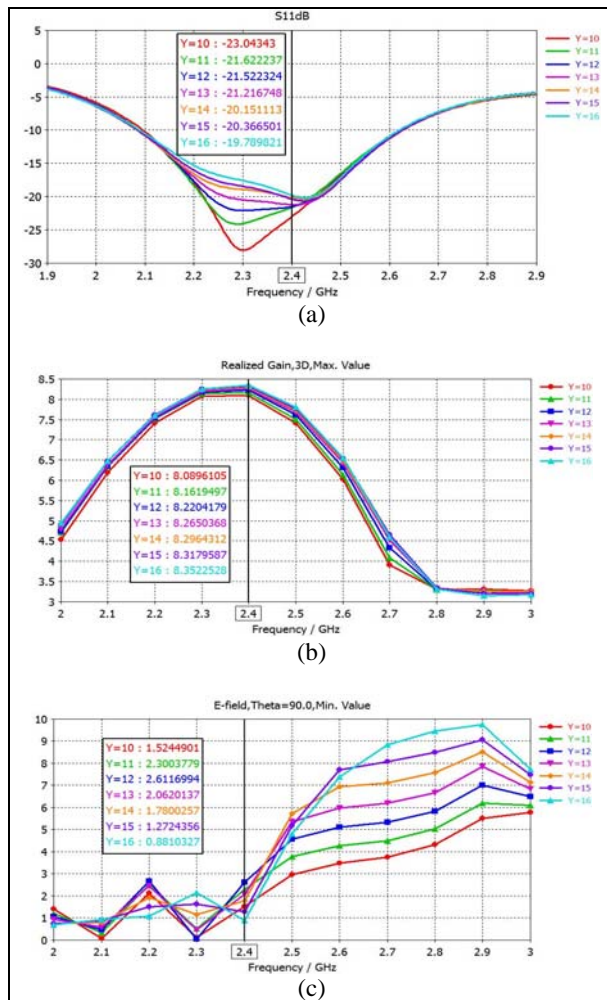 S11dB
5
0
-5
-10
-15
-20
-25
-30
Y=10 : -23.04343
Y=11 : -21.622237
Y=12 : -21.522324
Y=13 : -21.216748
Y=14 : -20.151113
Y=15 : -20.366501
Y=16 : -19.789821
Y=10
Y=11
Y=12
Y=13
Y=14
Y=15
Y=16
1.9 2 2.1 2.2 2.3 2.4 2.5 2.6 2.7 2.8 2.9
Frequency / GHz
(a)
Realized Gain,3D,Max. Value
8.5
8
7.5
7
6.5
6
5.5
5
4.5
4
3.5
3
Y=10 : 8.0896105
Y=11 : 8.1619497
Y=12 : 8.2204179
Y=13 : 8.2650368
Y=14 : 8.2964312
Y=15 : 8.3179587
Y=16 : 8.3522528
Y=10
Y=11
Y=12
Y=13
Y=14
Y=15
Y=16
2 2.1 2.2 2.3 2.4 2.5 2.6 2.7 2.8 2.9 3
Frequency / GHz
(b)
E-field,Theta=90.0,Min. Value
10
9
8
7
6
5
4
3
2
1
0
Y=10 : 1.5244901
Y=11 : 2.3003779
Y=12 : 2.6116994
Y=13 : 2.0620137
Y=14 : 1.7800257
Y=15 : 1.2724356
Y=16 : 0.8810327
Y=10
Y=11
Y=12
Y=13
Y=14
Y=15
Y=16
2 2.1 2.2 2.3 2.4 2.5 2.6 2.7 2.8 2.9 3
Frequency / GHz
(c)